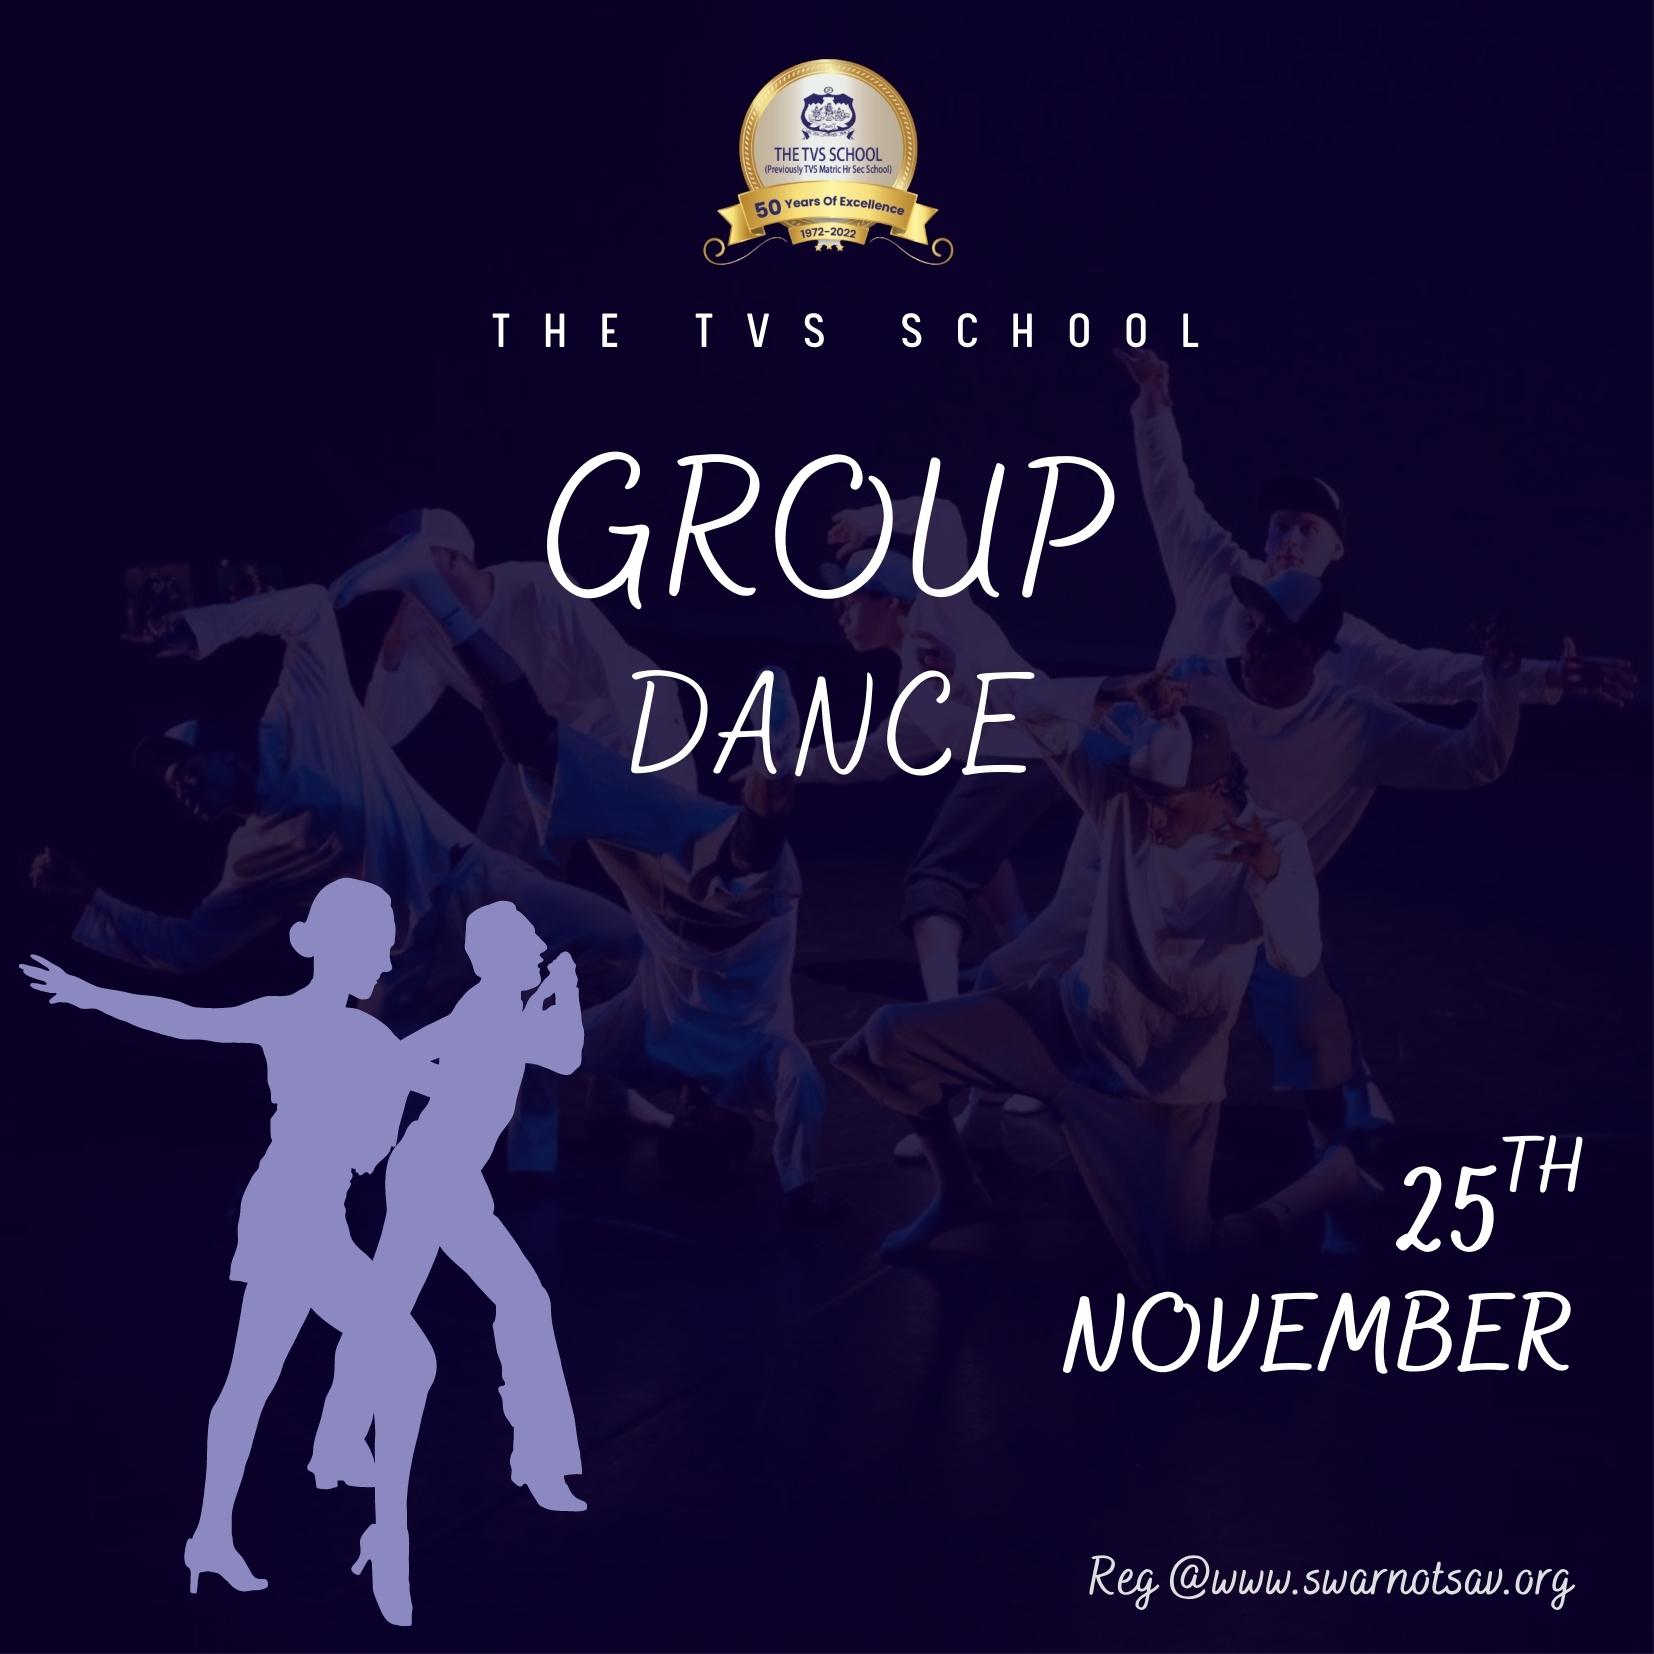 THE TVS SCHOOL
(Previously TVS Matric Hr Sec School)
50 Years Of Excellence
1972-2022
THE TVS SCHOOL
GROUP
DANCE
25TH
NOVEMBER
Reg @www.swarnotsav.org